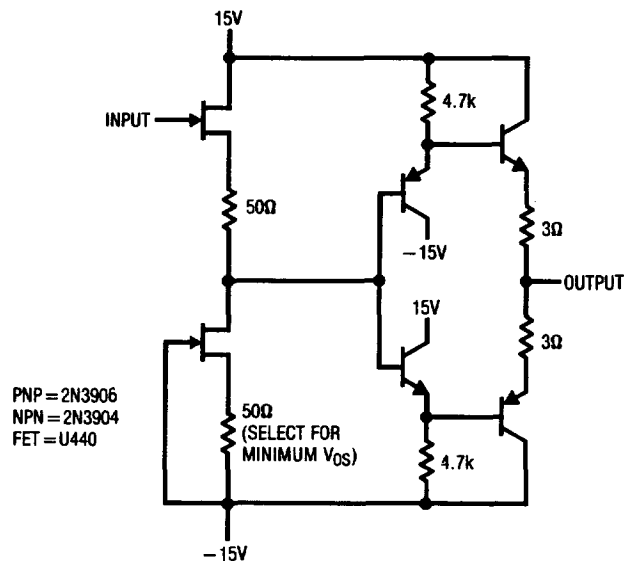 15V
4.7k
INPUT
50Ω
3Ω
−15V
OUTPUT
15V
3Ω
PNP = 2N3906
NPN = 2N3904
FET = U440
50Ω
(SELECT FOR
MINIMUM VOS)
4.7k
−15V